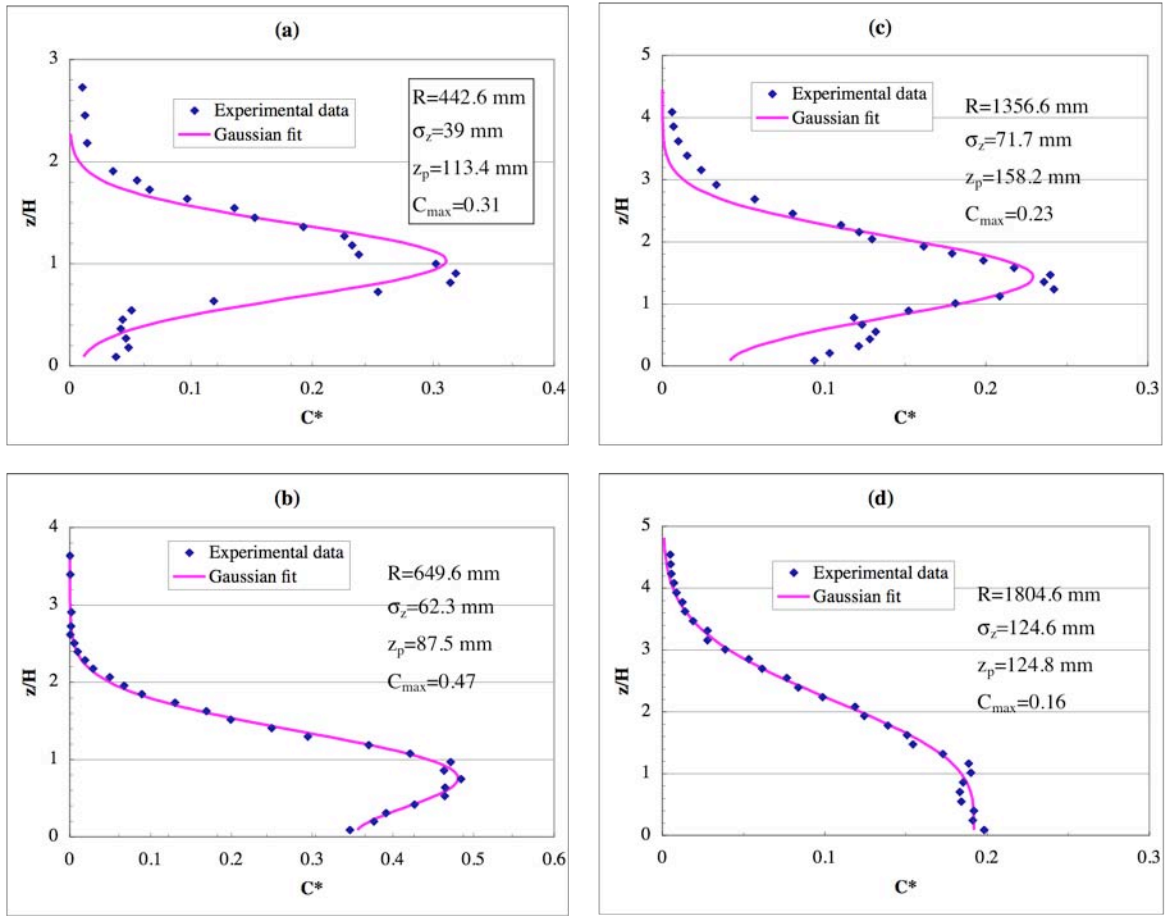 (a)
3
2
1
0
z/H
Experimental data
Gaussian fit
R=442.6 mm
σz=39 mm
zp=113.4 mm
Cmax=0.31
0 0.1 0.2 0.3 0.4
C*
(c)
5
4
3
2
1
0
z/H
Experimental data
Gaussian fit
R=1356.6 mm
σz=71.7 mm
zp=158.2 mm
Cmax=0.23
0 0.1 0.2 0.3
C*
(b)
4
3
2
1
0
z/H
Experimental data
Gaussian fit
R=649.6 mm
σz=62.3 mm
zp=87.5 mm
Cmax=0.47
0 0.1 0.2 0.3 0.4 0.5 0.6
C*
(d)
5
4
3
2
1
0
z/H
Experimental data
Gaussian fit
R=1804.6 mm
σz=124.6 mm
zp=124.8 mm
Cmax=0.16
0 0.1 0.2 0.3
C*